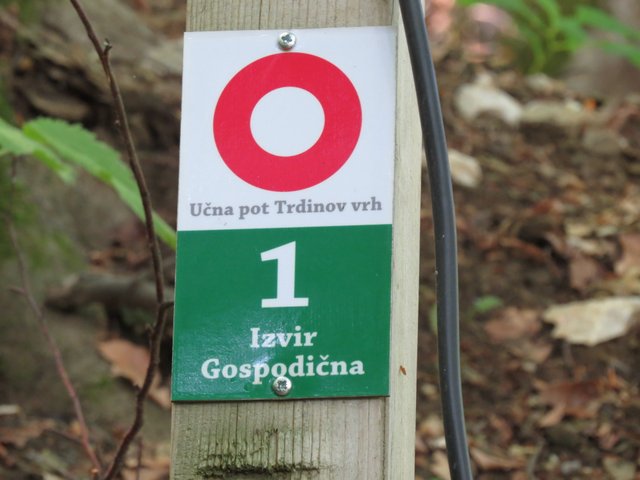 Učna pot Trdinov vrh
1
Izvir
Gospodična